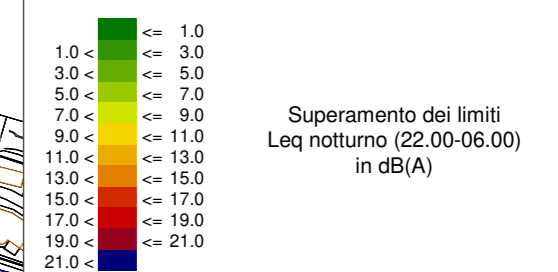 <= 1.0
1.0 < <= 3.0
3.0 < <= 5.0
5.0 < <= 7.0
7.0 < <= 9.0
9.0 < <= 11.0
11.0 < <= 13.0
13.0 < <= 15.0
15.0 < <= 17.0
17.0 < <= 19.0
19.0 < <= 21.0
21.0 <
Superamento dei limiti
Leq notturno (22.00-06.00)
in dB(A)